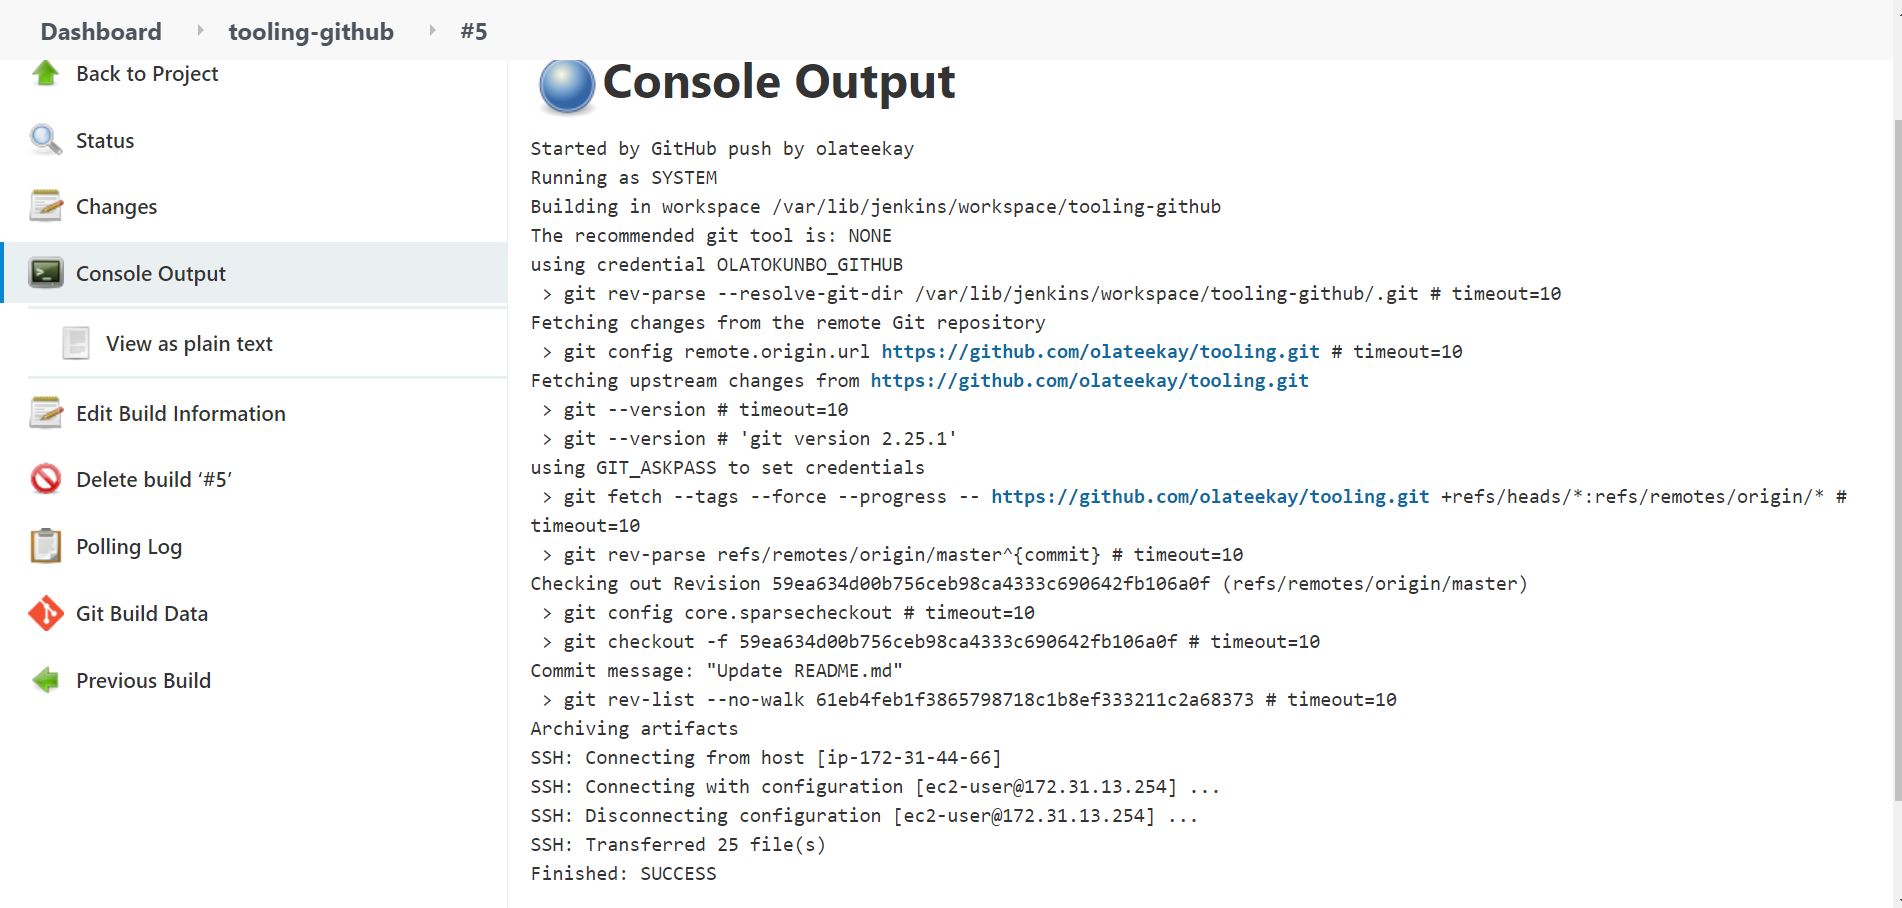 Dashboard tooling-github #5
Back to Project
Status
Changes
Console Output
View as plain text
Edit Build Information
Delete build ‘#5’
Polling Log
Git Build Data
Previous Build
Console Output
Started by GitHub push by olateekay
Running as SYSTEM
Building in workspace /var/lib/jenkins/workspace/tooling-github
The recommended git tool is: NONE
using credential OLATOKUNBO_GITHUB
 > git rev-parse --resolve-git-dir /var/lib/jenkins/workspace/tooling-github/.git # timeout=10
Fetching changes from the remote Git repository
 > git config remote.origin.url https://github.com/olateekay/tooling.git # timeout=10
Fetching upstream changes from https://github.com/olateekay/tooling.git
 > git --version # timeout=10
 > git --version # 'git version 2.25.1'
using GIT_ASKPASS to set credentials
 > git fetch --tags --force --progress -- https://github.com/olateekay/tooling.git +refs/heads/*:refs/remotes/origin/* #
timeout=10
 > git rev-parse refs/remotes/origin/master^{commit} # timeout=10
Checking out Revision 59ea634d00b756ceb98ca4333c690642fb106a0f (refs/remotes/origin/master)
 > git config core.sparsecheckout # timeout=10
 > git checkout -f 59ea634d00b756ceb98ca4333c690642fb106a0f # timeout=10
Commit message: "Update README.md"
 > git rev-list --no-walk 61eb4feb1f3865798718c1b8ef333211c2a68373 # timeout=10
Archiving artifacts
SSH: Connecting from host [ip-172-31-44-66]
SSH: Connecting with configuration [ec2-user@172.31.13.254] ...
SSH: Disconnecting configuration [ec2-user@172.31.13.254] ...
SSH: Transferred 25 file(s)
Finished: SUCCESS